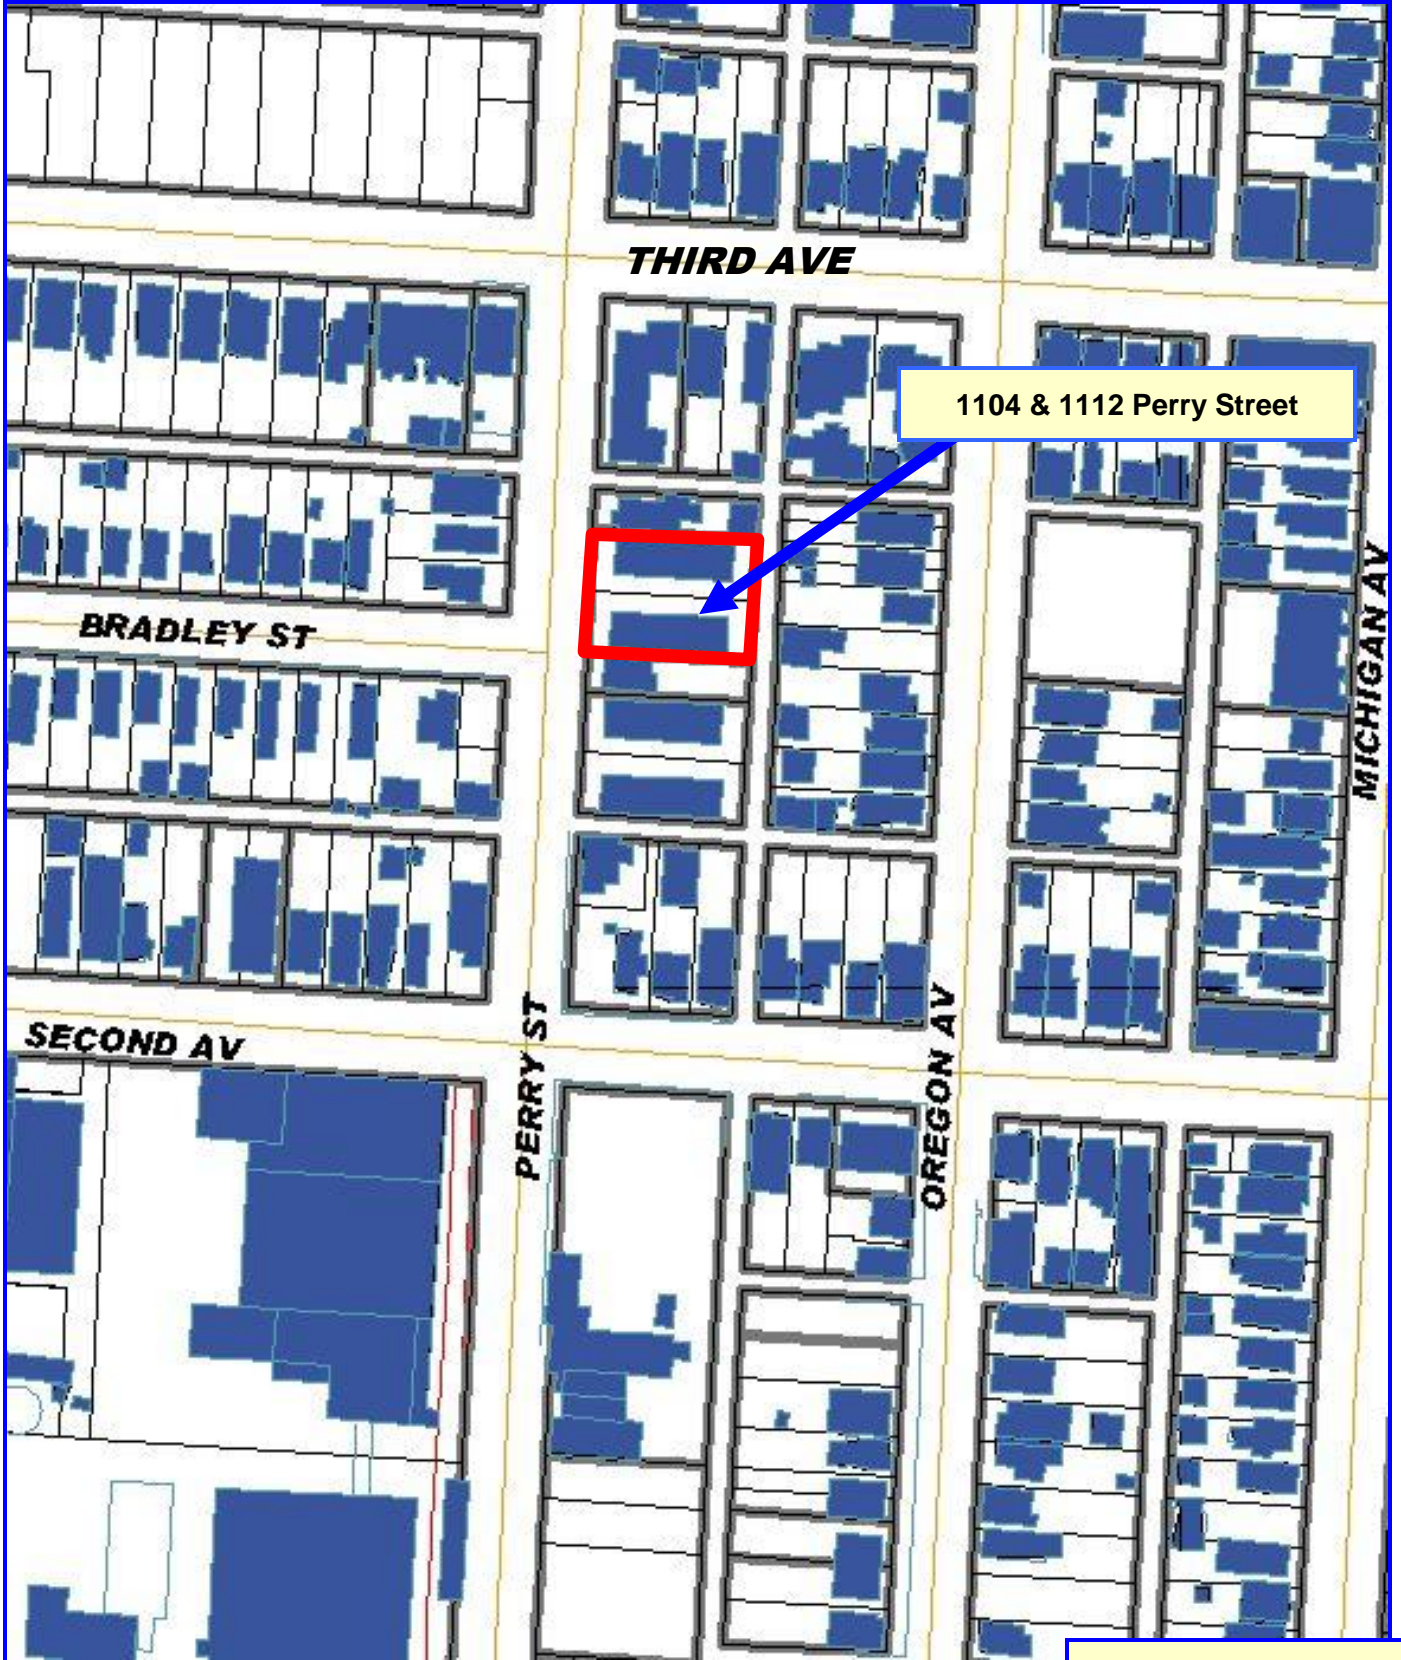 THIRD AVE
1104 & 1112 Perry Street
BRADLEY ST
MICHIGAN AV
SECOND AV
PERRY ST
OREGON AV